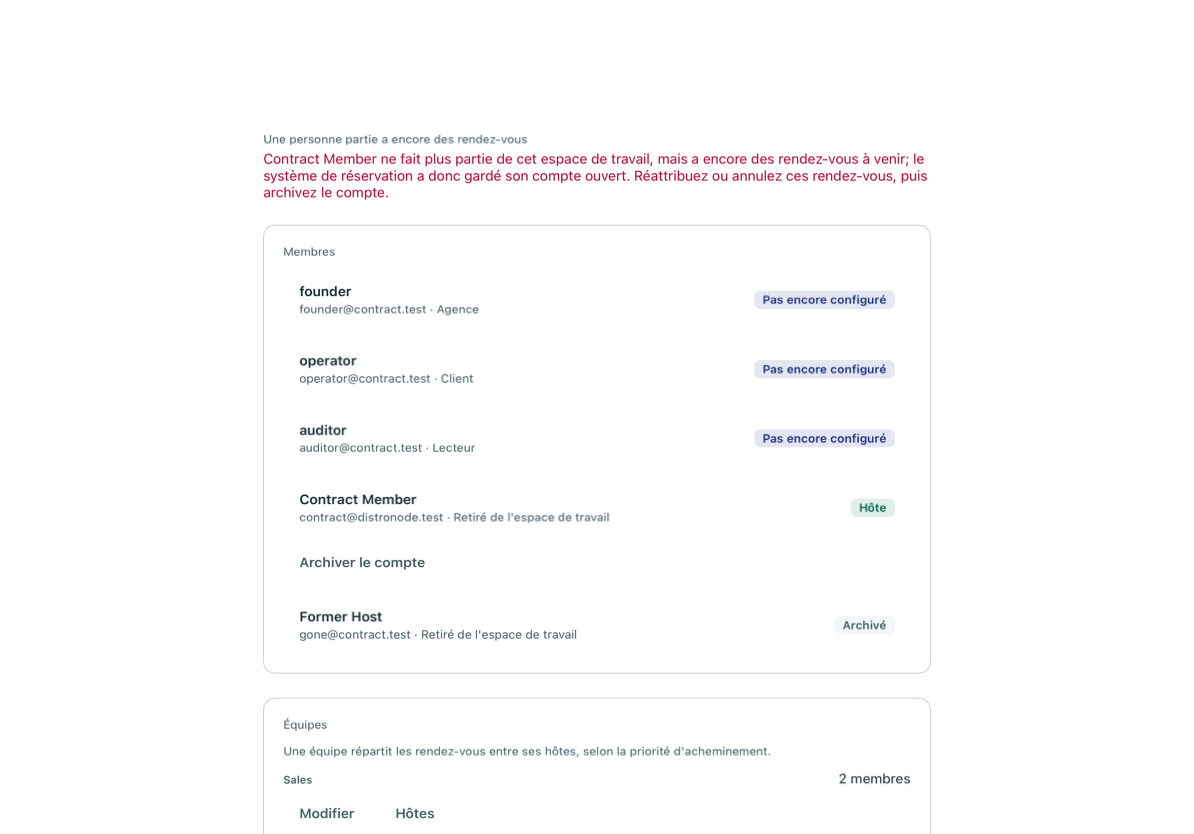 Une personne partie a encore des rendez-vous
Contract Member ne fait plus partie de cet espace de travail, mais a encore des rendez-vous à venir; le
système de réservation a donc gardé son compte ouvert. Réattribuez ou annulez ces rendez-vous, puis
archivez le compte.
Membres
founder
Pas encore configuré
founder@contract.test · Agence
operator
Pas encore configuré
operator@contract.test · Client
auditor
Pas encore configuré
auditor@contract.test · Lecteur
Contract Member
Hôte
contract@distronode.test · Retiré de l'espace de travail
Archiver le compte
Former Host
Archivé
gone@contract.test · Retiré de l'espace de travail
Équipes
Une équipe répartit les rendez-vous entre ses hôtes, selon la priorité d'acheminement.
Sales 2 membres
Modifier Hôtes